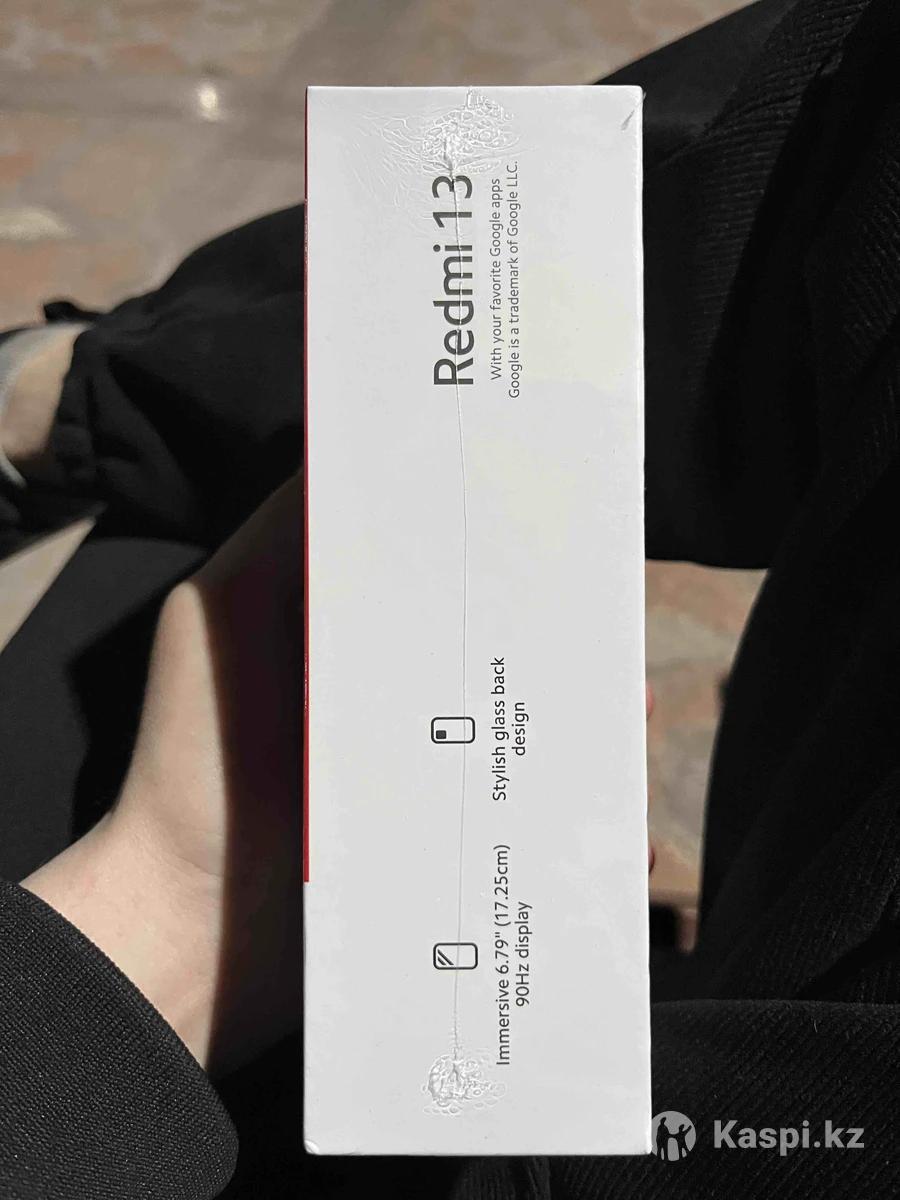 Redmi 13
With your favorite Google apps
Google is a trademark of Google LLC.
Stylish glass back
design
Immersive 6.79" (17.25cm)
90Hz display
Kaspi.kz